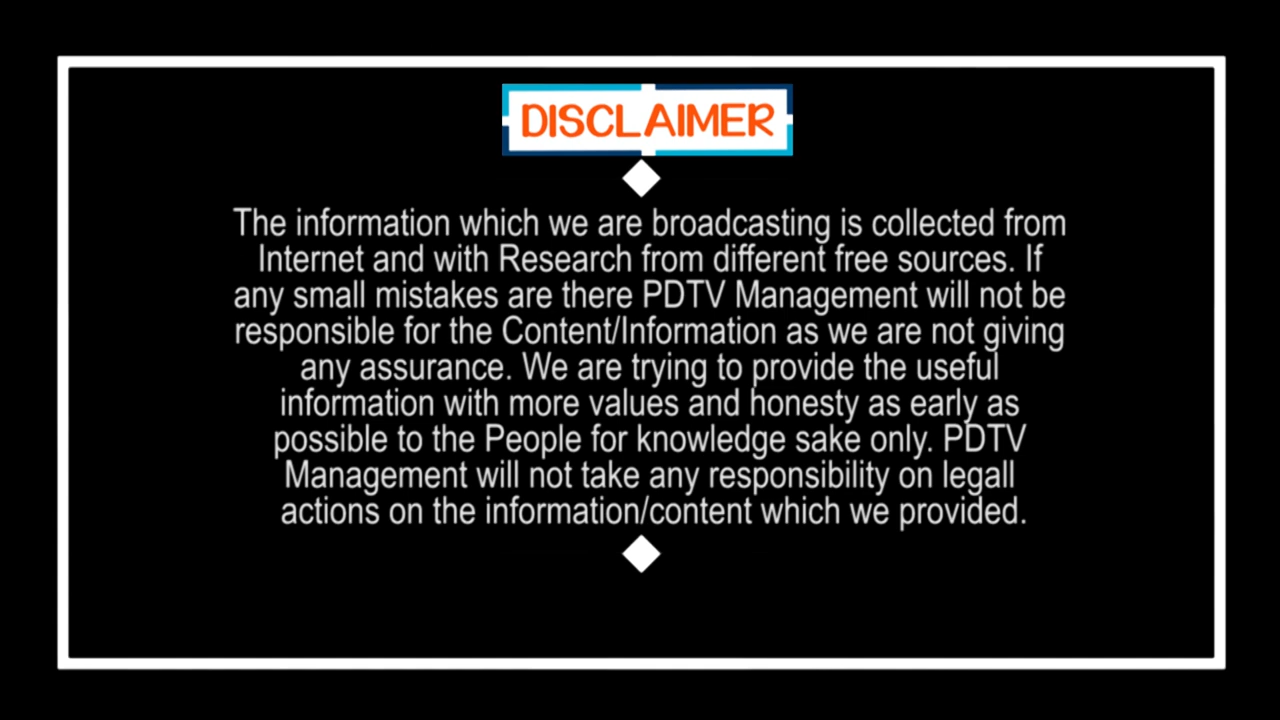 DISCLAIMER
The information which we are broadcasting is collected from
Internet and with Research from different free sources. If
any small mistakes are there PDTV Management will not be
responsible for the Content/Information as we are not giving
any assurance. We are trying to provide the useful
information with more values and honesty as early as
possible to the People for knowledge sake only. PDTV
Management will not take any responsibility on legall
actions on the information/content which we provided.